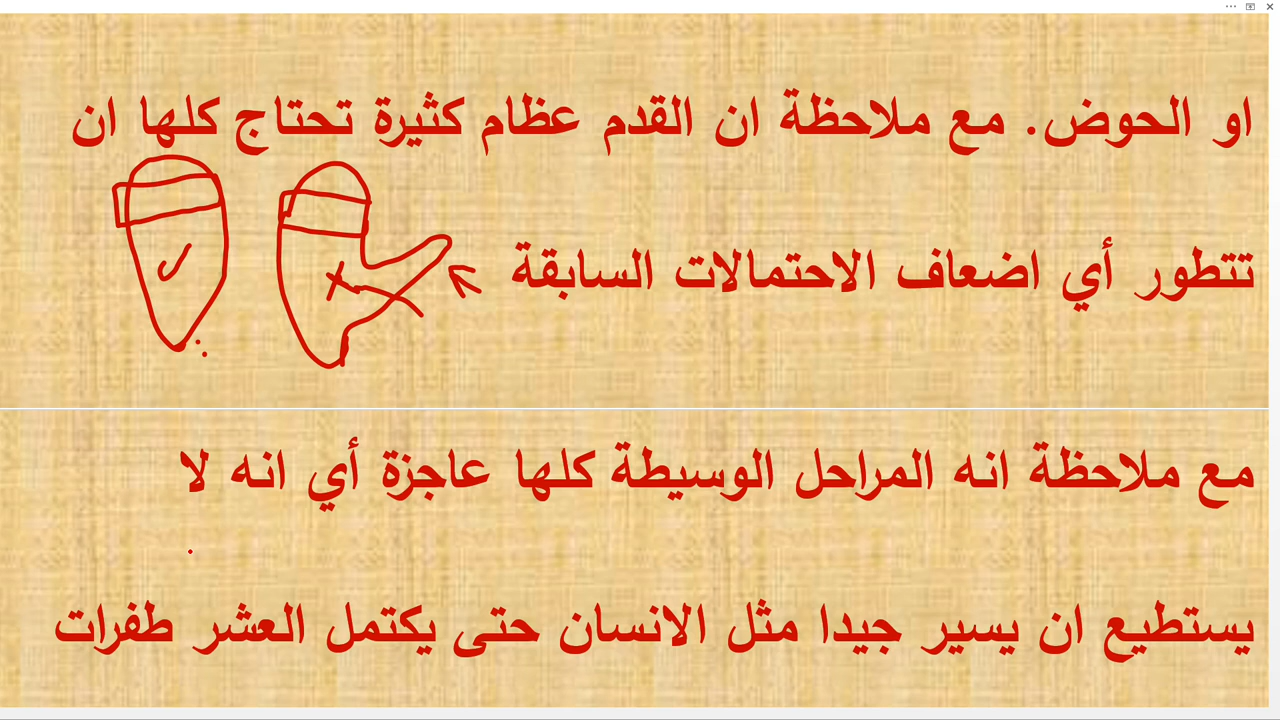 او الحوض. مع ملاحظة ان القدم عظام كثيرة تحتاج كلها ان
تتطور أي اضعاف الاحتمالات السابقة
مع ملاحظة انه المراحل الوسيطة كلها عاجزة أي انه لا
يستطيع ان يسير جيدا مثل الانسان حتى يكتمل العشر طفرات